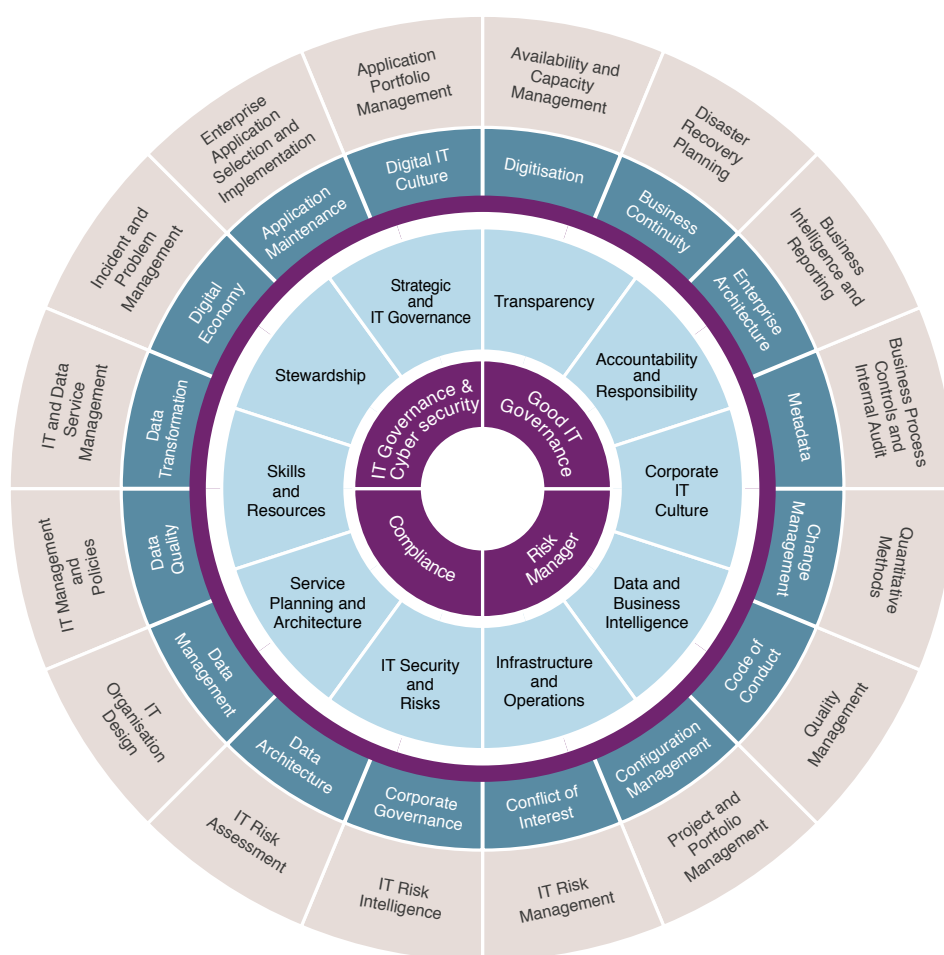 Application
Portfolio
Management
Availability and
Capacity
Management
Disaster
Recovery
Planning
Business
Intelligence and
Reporting
Business Process
Controls and
Internal Audit
Quantitative
Methods
Quality
Management
Project and
Portfolio
Management
IT Risk
Management
IT Risk
Intelligence
IT Risk
Assessment
IT
Organisation
Design
IT Management
and
Policies
IT and Data
Service
Management
Incident and
Problem
Management
Enterprise
Application
Selection and
Implementation
Digital IT
Culture
Digitisation
Business
Continuity
Enterprise
Architecture
Metadata
Change
Management
Code of
Conduct
Configuration
Management
Conflict of
Interest
Corporate
Governance
Data
Architecture
Data
Management
Data
Quality
Data
Transformation
Digital
Economy
Application
Maintenance
Strategic
and
IT Governance
Transparency
Accountability
and
Responsibility
Corporate
IT
Culture
Data and
Business
Intelligence
Infrastructure
and
Operations
IT Security
and
Risks
Service
Planning and
Architecture
Skills
and
Resources
Stewardship
IT Governance &
Cyber security
Good IT
Governance
Risk
Manager
Compliance